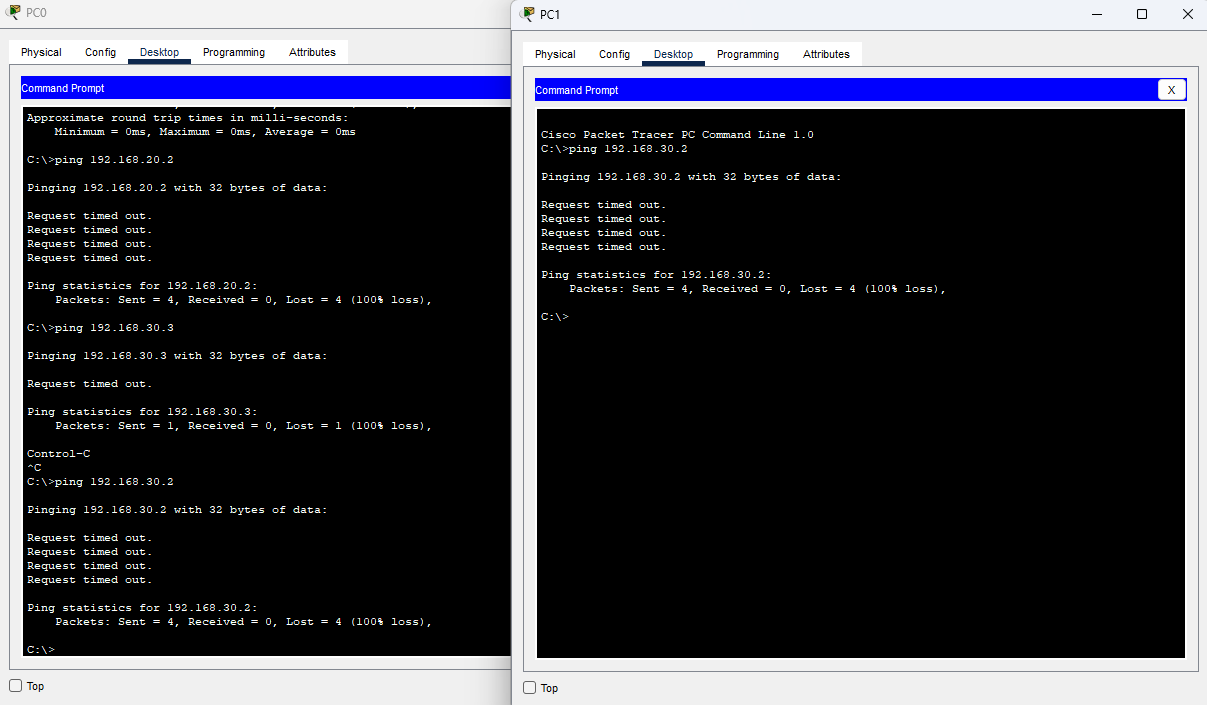 PC0
Physical Config Desktop Programming Attributes
Command Prompt
Approximate round trip times in milli-seconds:
Minimum = 0ms, Maximum = 0ms, Average = 0ms
C:\>ping 192.168.20.2
Pinging 192.168.20.2 with 32 bytes of data:
Request timed out.
Request timed out.
Request timed out.
Request timed out.
Ping statistics for 192.168.20.2:
Packets: Sent = 4, Received = 0, Lost = 4 (100% loss),
C:\>ping 192.168.30.3
Pinging 192.168.30.3 with 32 bytes of data:
Request timed out.
Ping statistics for 192.168.30.3:
Packets: Sent = 1, Received = 0, Lost = 1 (100% loss),
Control-C
^C
C:\>ping 192.168.30.2
Pinging 192.168.30.2 with 32 bytes of data:
Request timed out.
Request timed out.
Request timed out.
Request timed out.
Ping statistics for 192.168.30.2:
Packets: Sent = 4, Received = 0, Lost = 4 (100% loss),
C:\>
Top
PC1
Physical Config Desktop Programming Attributes
Command Prompt
X
Cisco Packet Tracer PC Command Line 1.0
C:\>ping 192.168.30.2
Pinging 192.168.30.2 with 32 bytes of data:
Request timed out.
Request timed out.
Request timed out.
Request timed out.
Ping statistics for 192.168.30.2:
Packets: Sent = 4, Received = 0, Lost = 4 (100% loss),
C:\>
Top